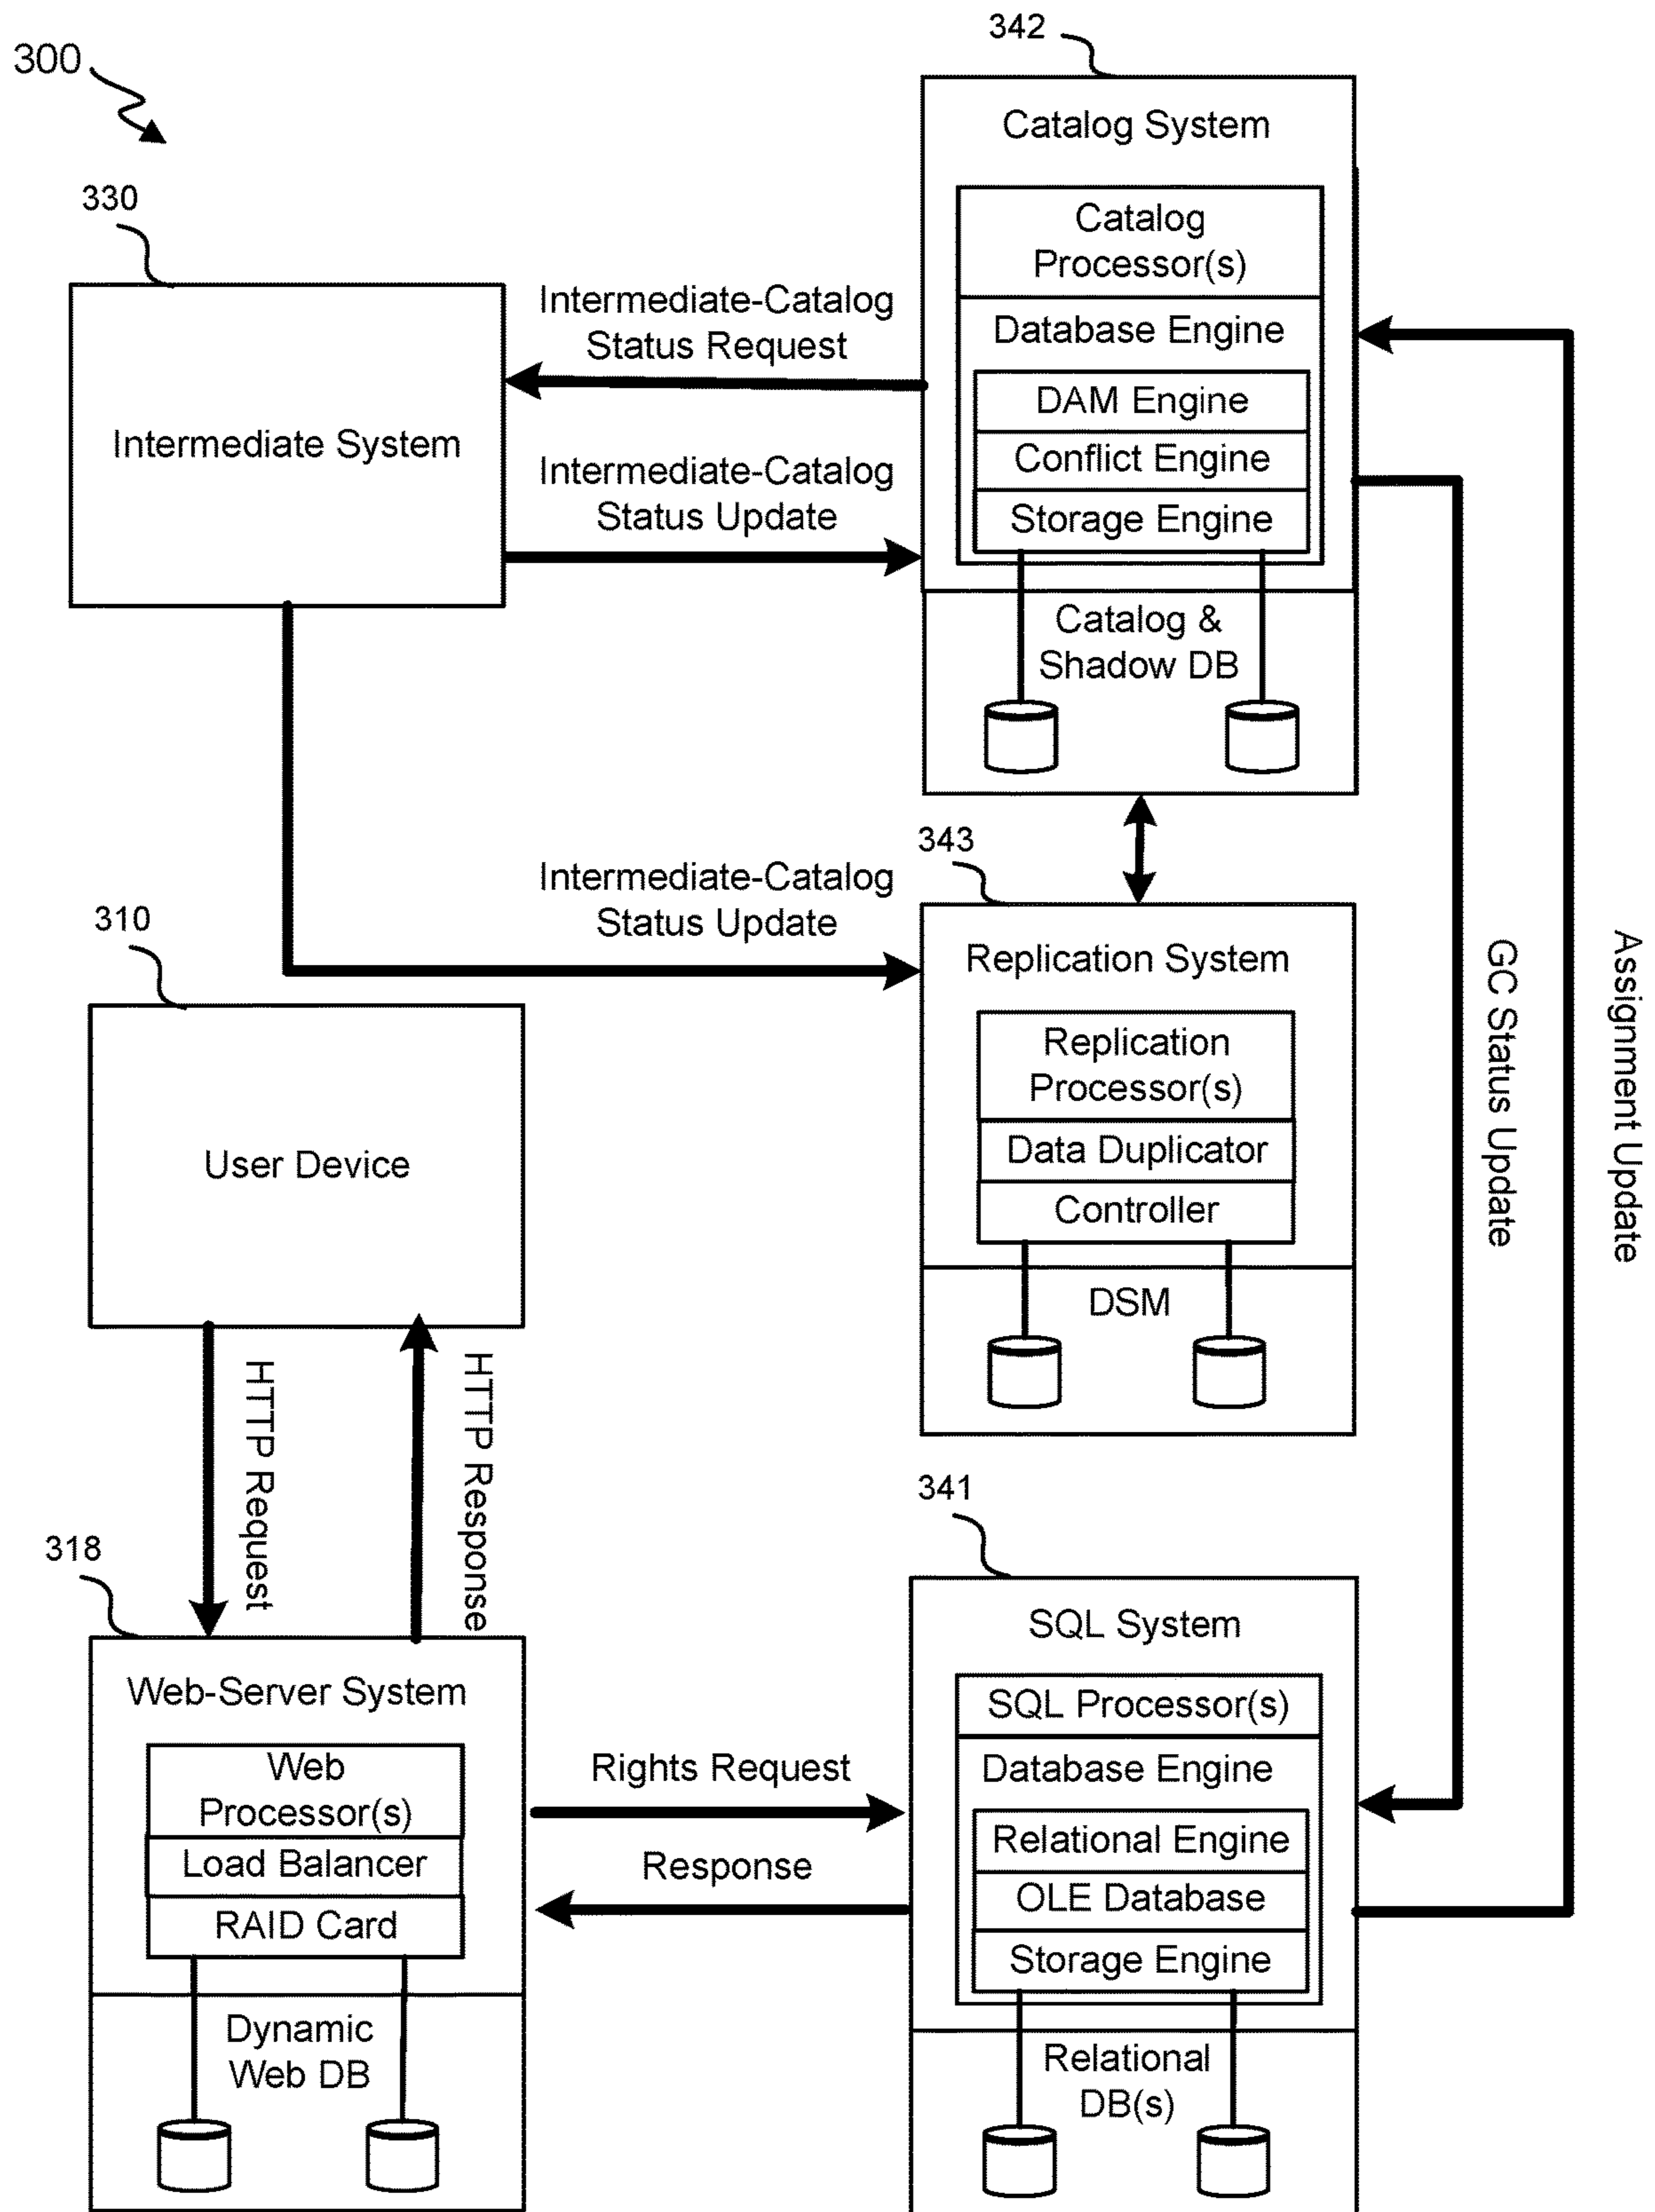 342
300
Catalog System
330
Catalog
Processor(s)
Intermediate-Catalog
Status Request
Database Engine
DAM Engine
Intermediate System
Conflict Engine
Intermediate-Catalog
Status Update
Storage Engine
Catalog &
Shadow DB
343
Intermediate-Catalog
Status Update
310
Replication System
GC Status Update
Assignment Update
Replication
Processor(s)
User Device
Data Duplicator
Controller
DSM
HTTP Request
HTTP Response
341
318
SQL System
Web-Server System
SQL Processor(s)
Web
Processor(s)
Rights Request
Database Engine
Load Balancer
Response
Relational Engine
RAID Card
OLE Database
Storage Engine
Dynamic
Web DB
Relational
DB(s)